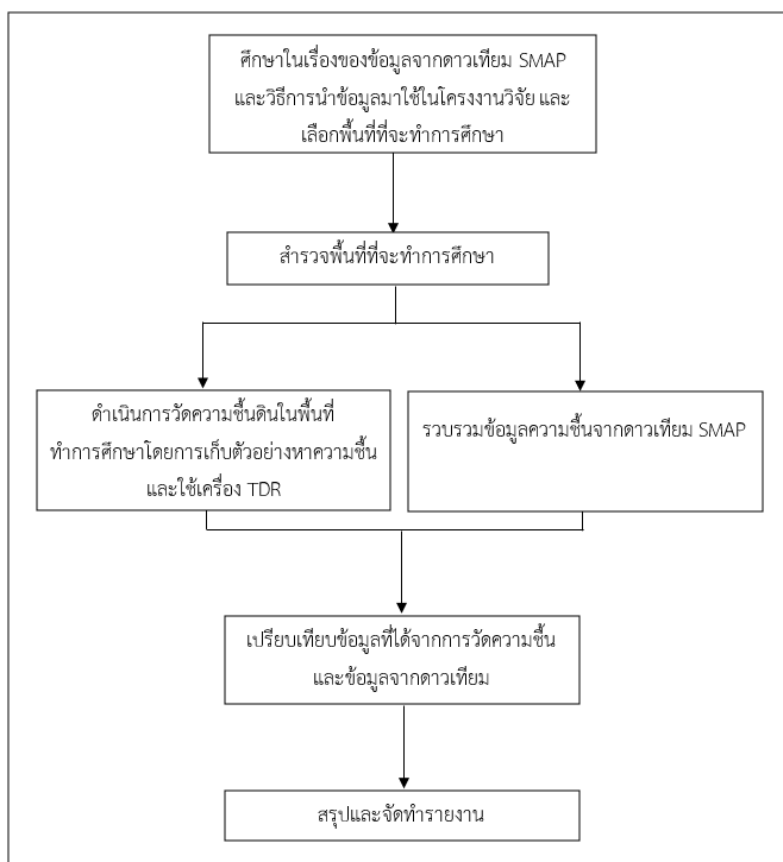 ศึกษาในเรื่องของข้อมูลจากดาวเทียม SMAP
และวิธีการนำข้อมูลมาใช้ในโครงงานวิจัย และ
เลือกพื้นที่ที่จะทำการศึกษา
สำรวจพื้นที่ที่จะทำการศึกษา
ดำเนินการวัดความชื้นดินในพื้นที่
ทำการศึกษาโดยการเก็บตัวอย่างหาความชื้น
และใช้เครื่อง TDR
รวบรวมข้อมูลความชื้นจากดาวเทียม SMAP
เปรียบเทียบข้อมูลที่ได้จากการวัดความชื้น
และข้อมูลจากดาวเทียม
สรุปและจัดทำรายงาน